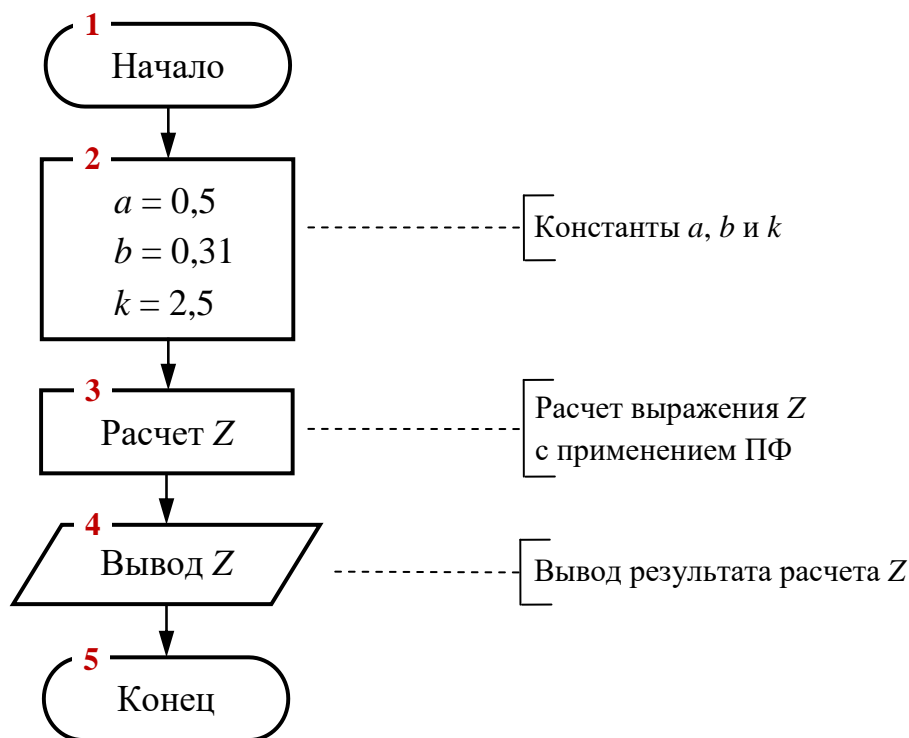 1
Начало
2
a = 0,5
b = 0,31
k = 2,5
Константы a, b и k
3
Расчет Z
Расчет выражения Z
с применением ПФ
4
Вывод Z
Вывод результата расчета Z
5
Конец